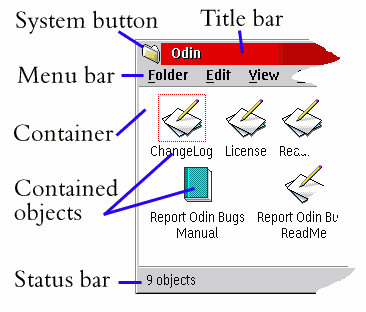 System button
Title bar
Odin
Menu bar
Folder Edit View
Container
ChangeLog License Rea...
Contained
objects
Report Odin Bugs Report Odin Bu
Manual ReadMe
Status bar
9 objects